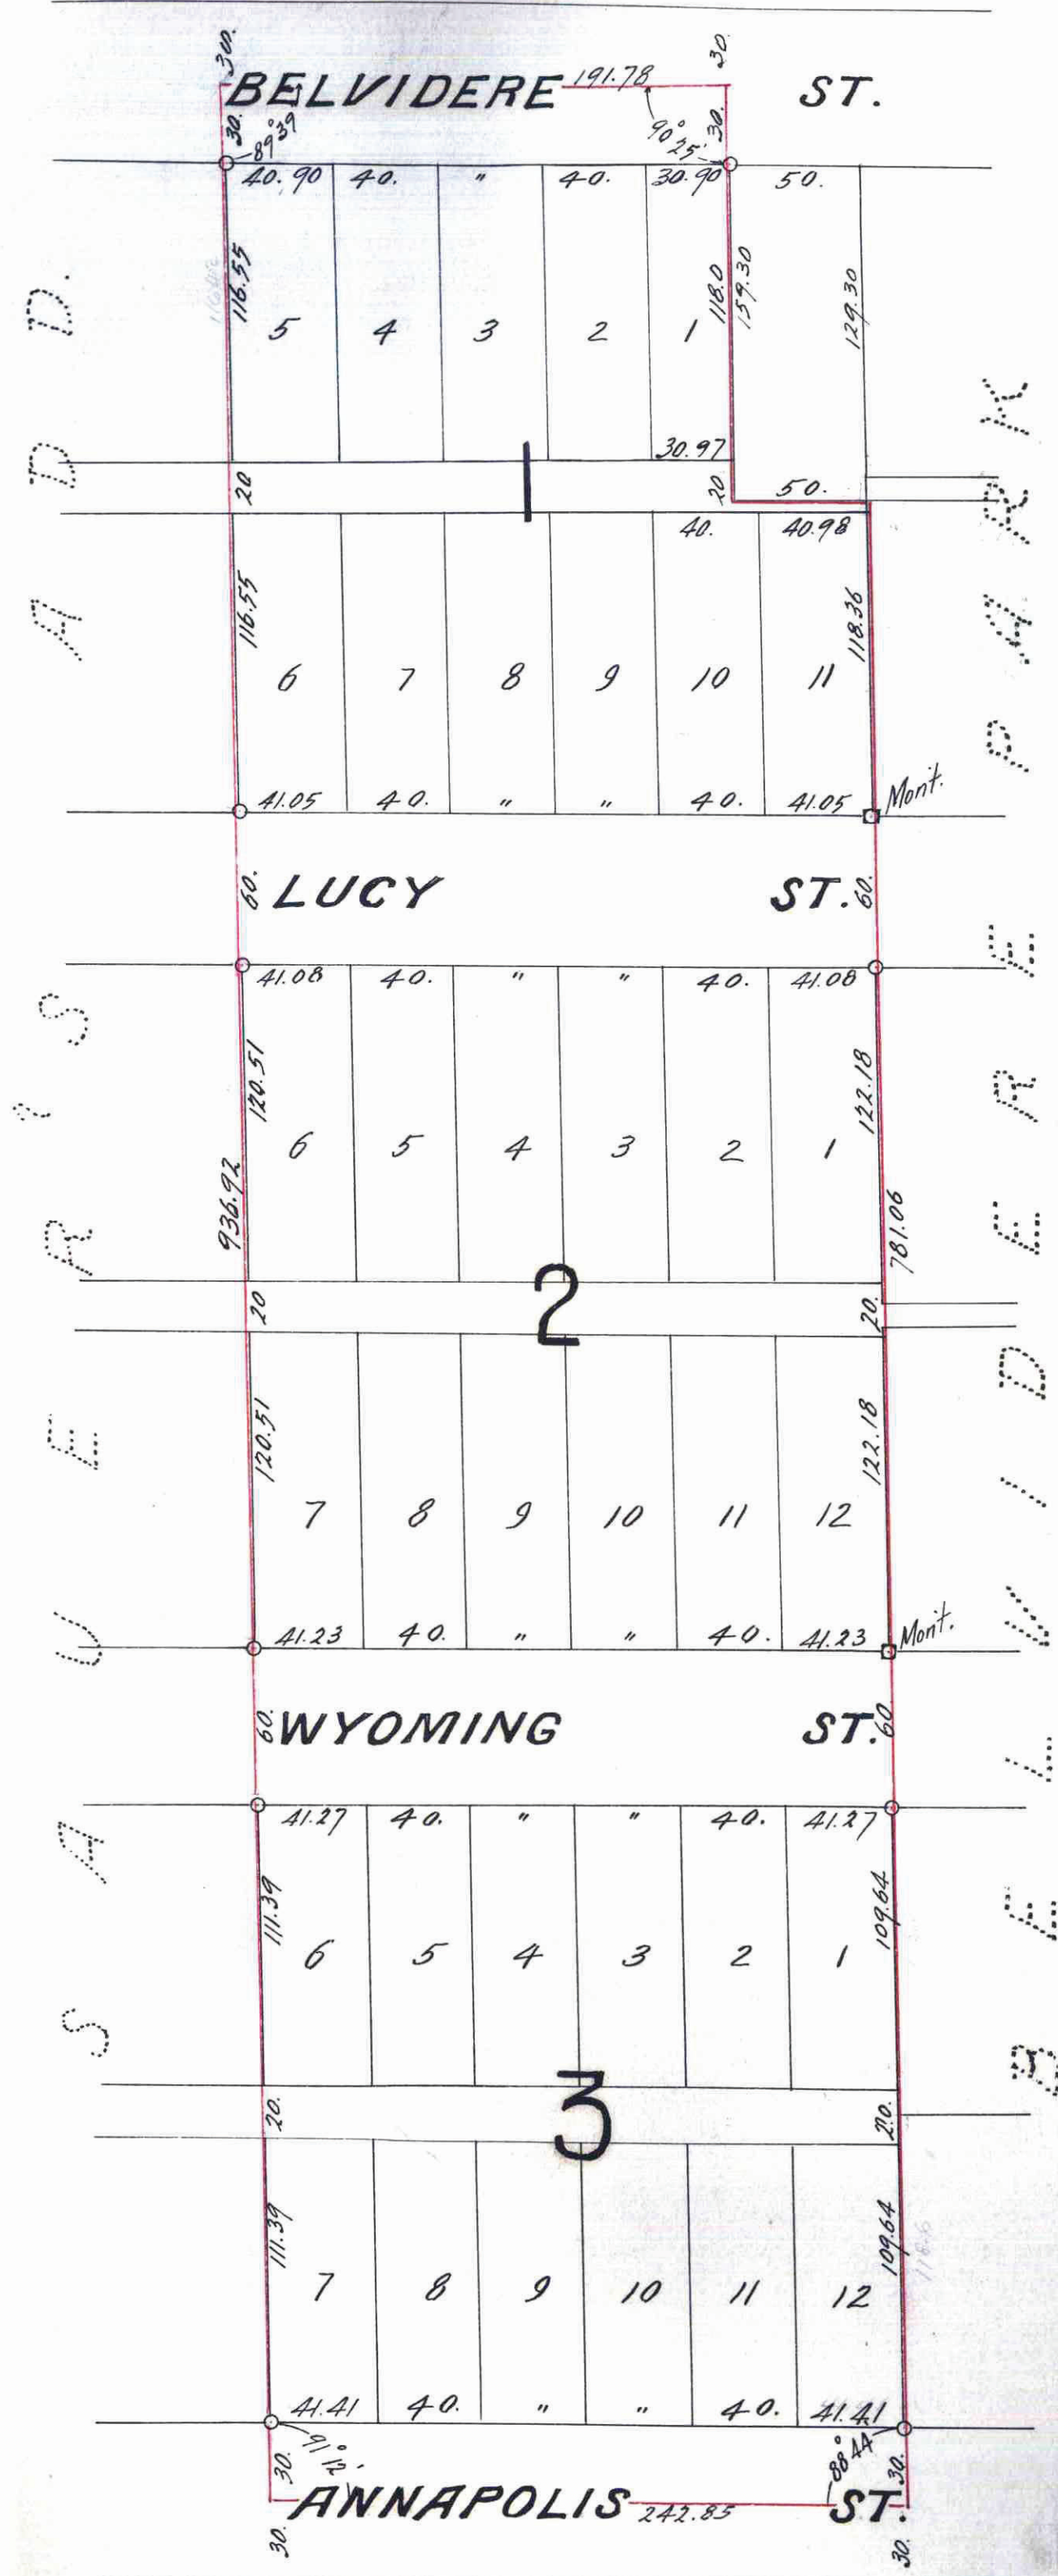 30. 30.
BELVIDERE 191.78 ST.
30. 89°39 90°25' 30.
40.90 40. " 40. 30.90 50.
116.55 118.0 159.30 129.30
5 4 3 2 1
30.97
20 1 20 50.
40. 40.98
116.55 118.36
6 7 8 9 10 11
41.05 40. " " 40. 41.05 Mont.
60. LUCY ST. 60.
41.08 40. " " 40. 41.08
120.51 122.18
6 5 4 3 2 1
936.92 781.06
20 2 20.
120.51 122.18
7 8 9 10 11 12
41.23 40. " " 40. 41.23 Mont.
60. WYOMING ST. 60
41.27 40. " " 40. 41.27
111.39 109.64
6 5 4 3 2 1
20. 3 20.
111.39 109.64
7 8 9 10 11 12
41.41 40. " " 40. 41.41
30. 91°12' 88°44' 30.
ANNAPOLIS 242.85 ST.
30. 30.
SAUER'S ADD.
BELVIDERE PARK